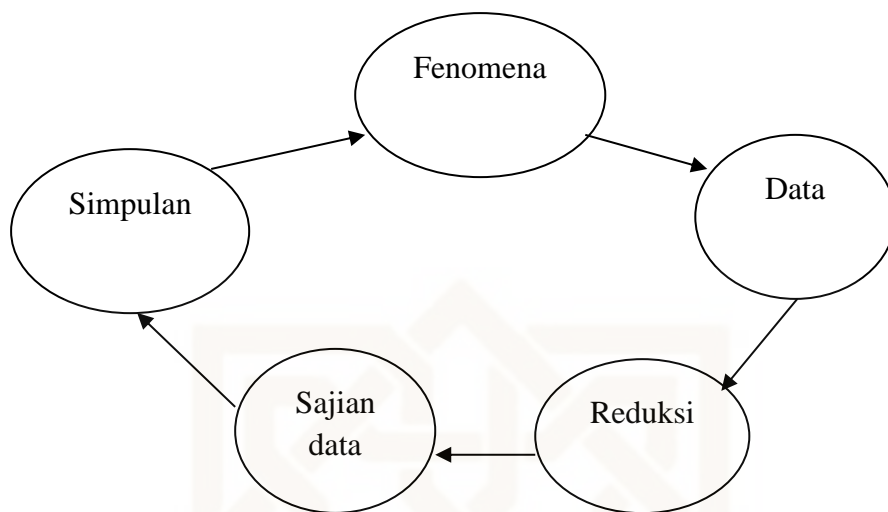 Fenomena
Data
Reduksi
Sajian
data
Simpulan